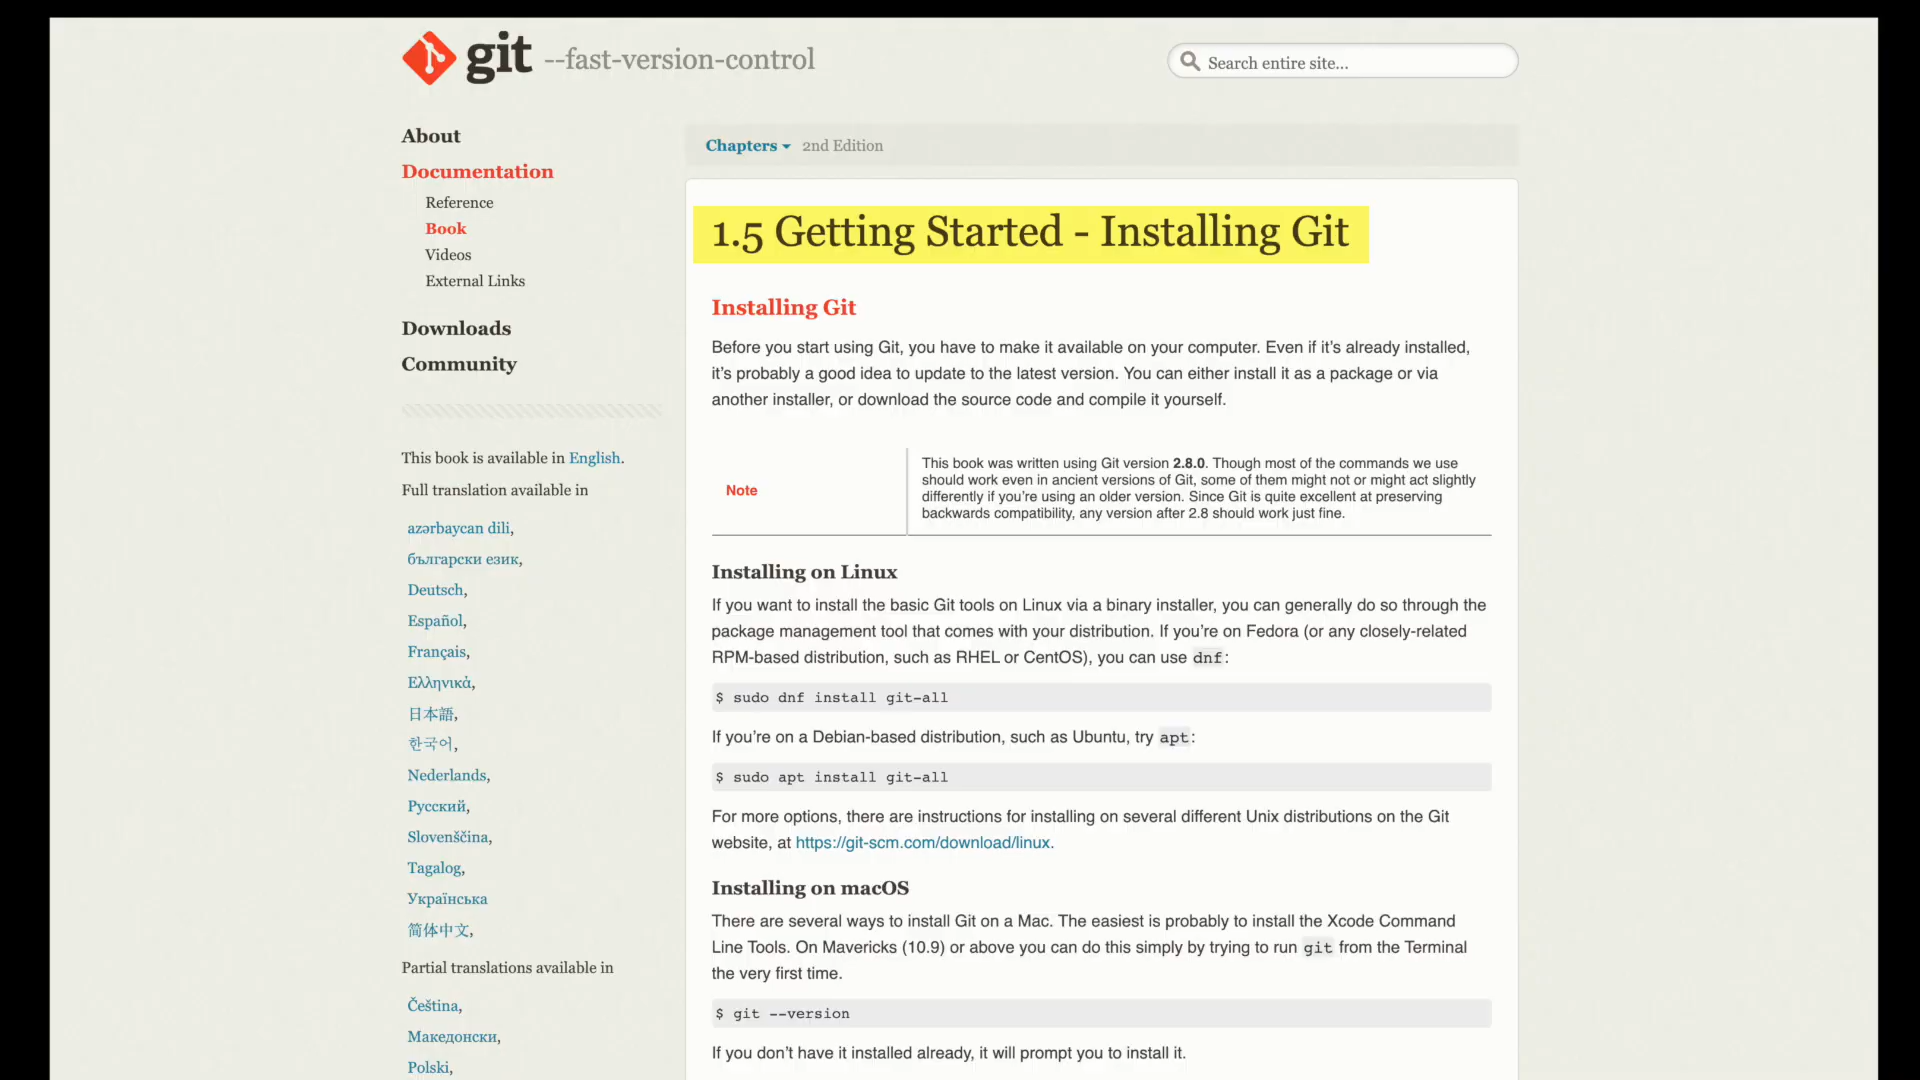 git --fast-version-control
Search entire site...
About
Documentation
Reference
Book
Videos
External Links
Downloads
Community
This book is available in English.
Full translation available in
azərbaycan dili,
български език,
Deutsch,
Español,
Français,
Ελληνικά,
日本語,
한국어,
Nederlands,
Русский,
Slovenščina,
Tagalog,
Українська
简体中文,
Partial translations available in
Čeština,
Македонски,
Polski,
Chapters 2nd Edition
1.5 Getting Started - Installing Git
Installing Git
Before you start using Git, you have to make it available on your computer. Even if it’s already installed,
it’s probably a good idea to update to the latest version. You can either install it as a package or via
another installer, or download the source code and compile it yourself.
Note
This book was written using Git version 2.8.0. Though most of the commands we use
should work even in ancient versions of Git, some of them might not or might act slightly
differently if you’re using an older version. Since Git is quite excellent at preserving
backwards compatibility, any version after 2.8 should work just fine.
Installing on Linux
If you want to install the basic Git tools on Linux via a binary installer, you can generally do so through the
package management tool that comes with your distribution. If you’re on Fedora (or any closely-related
RPM-based distribution, such as RHEL or CentOS), you can use dnf:
$ sudo dnf install git-all
If you’re on a Debian-based distribution, such as Ubuntu, try apt:
$ sudo apt install git-all
For more options, there are instructions for installing on several different Unix distributions on the Git
website, at https://git-scm.com/download/linux.
Installing on macOS
There are several ways to install Git on a Mac. The easiest is probably to install the Xcode Command
Line Tools. On Mavericks (10.9) or above you can do this simply by trying to run git from the Terminal
the very first time.
$ git --version
If you don’t have it installed already, it will prompt you to install it.